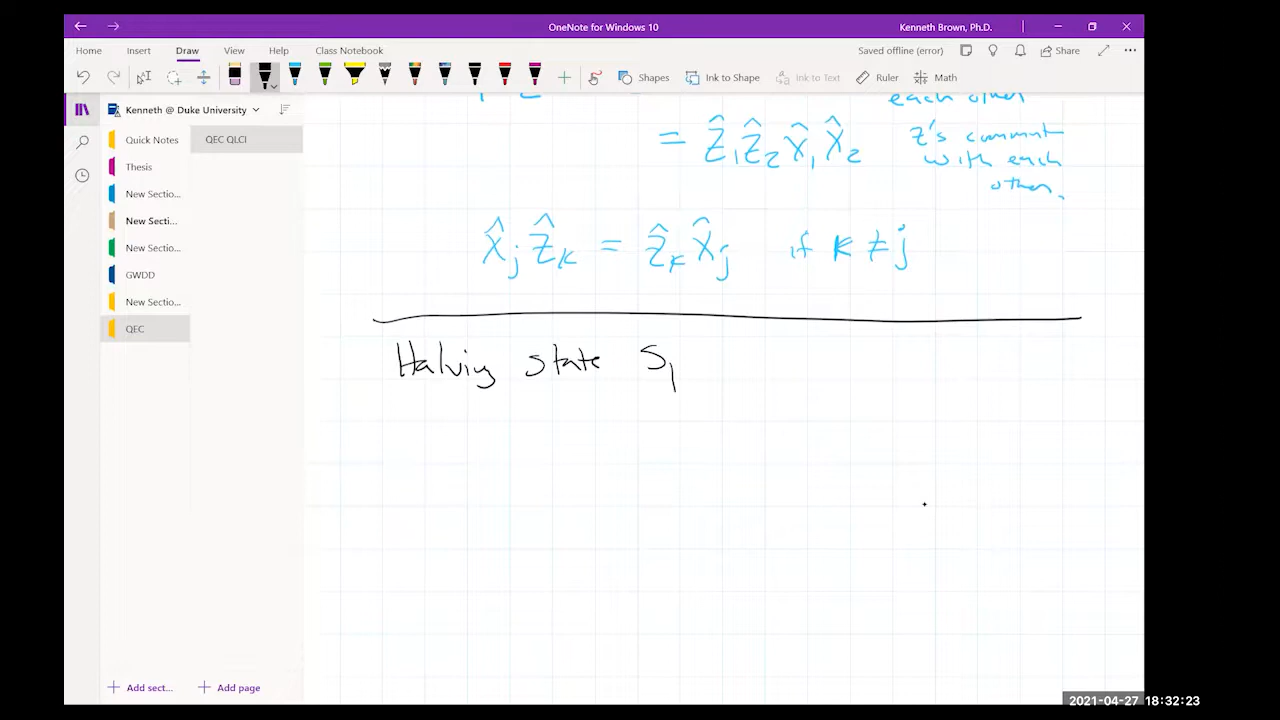 OneNote for Windows 10
Kenneth Brown, Ph.D.
Home Insert Draw View Help Class Notebook
Saved offline (error) Share
Shapes Ink to Shape Ink to Text Ruler Math
Kenneth @ Duke University
Quick Notes
Thesis
New Sectio...
New Secti...
New Sectio...
GWDD
New Sectio...
QEC
QEC QLCI
each other
= Ẑ₁Ẑ₂X̂₁X̂₂
Z's commut
with each
other.
X̂ⱼẐₖ = ẐₖX̂ⱼ if k ≠ j
Halving state S₁
Add sect... Add page
2021-04-27 18:32:23